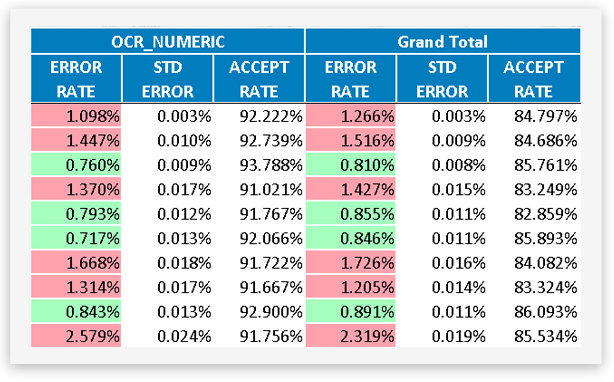 OCR_NUMERIC Grand Total
ERROR STD ACCEPT ERROR STD ACCEPT
RATE ERROR RATE RATE ERROR RATE
1.098% 0.003% 92.222% 1.266% 0.003% 84.797%
1.447% 0.010% 92.739% 1.516% 0.009% 84.686%
0.760% 0.009% 93.788% 0.810% 0.008% 85.761%
1.370% 0.017% 91.021% 1.427% 0.015% 83.249%
0.793% 0.012% 91.767% 0.855% 0.011% 82.859%
0.717% 0.013% 92.066% 0.846% 0.011% 85.893%
1.668% 0.018% 91.722% 1.726% 0.016% 84.082%
1.314% 0.017% 91.667% 1.205% 0.014% 83.324%
0.843% 0.013% 92.900% 0.891% 0.011% 86.093%
2.579% 0.024% 91.756% 2.319% 0.019% 85.534%